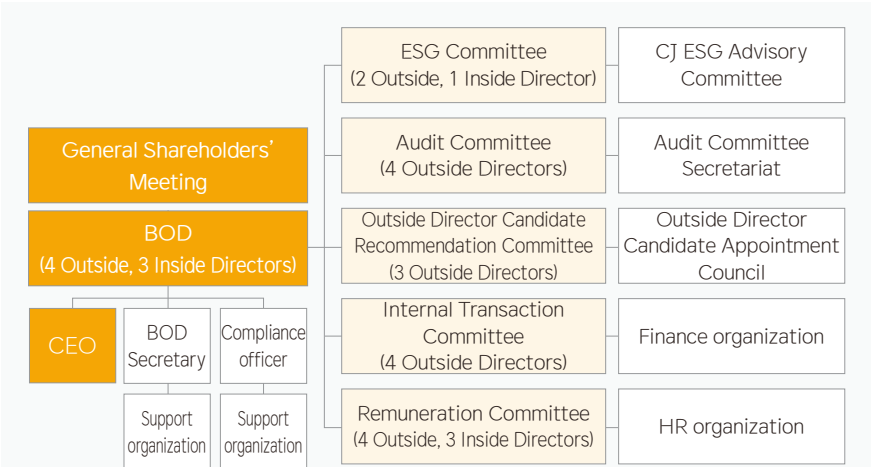 General Shareholders'
Meeting
BOD
(4 Outside, 3 Inside Directors)
CEO
BOD
Secretary
Compliance
officer
Support
organization
Support
organization
ESG Committee
(2 Outside, 1 Inside Director)
CJ ESG Advisory
Committee
Audit Committee
(4 Outside Directors)
Audit Committee
Secretariat
Outside Director Candidate
Recommendation Committee
(3 Outside Directors)
Outside Director
Candidate Appointment
Council
Internal Transaction
Committee
(4 Outside Directors)
Finance organization
Remuneration Committee
(4 Outside, 3 Inside Directors)
HR organization